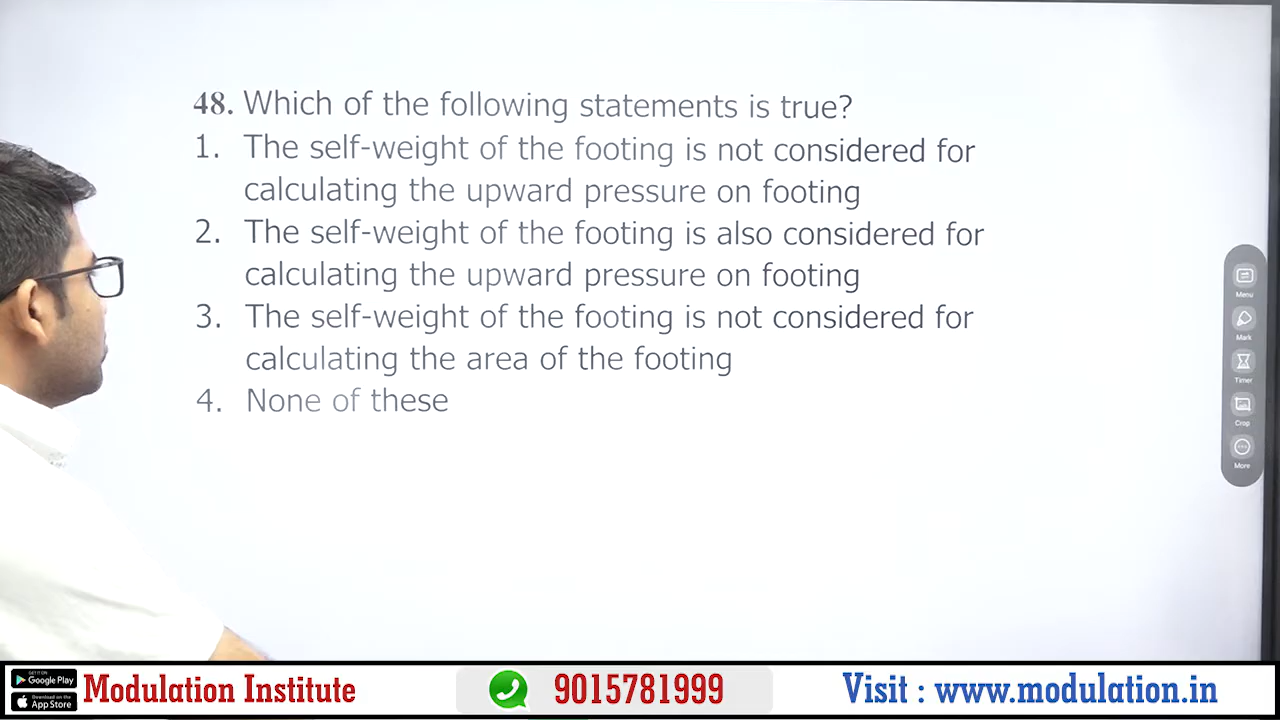 48. Which of the following statements is true?
1. The self-weight of the footing is not considered for
calculating the upward pressure on footing
2. The self-weight of the footing is also considered for
calculating the upward pressure on footing
3. The self-weight of the footing is not considered for
calculating the area of the footing
4. None of these
Menu
Mark
Timer
Crop
More
GET IT ON
Google Play
Download on the
App Store
Modulation Institute
9015781999
Visit : www.modulation.in